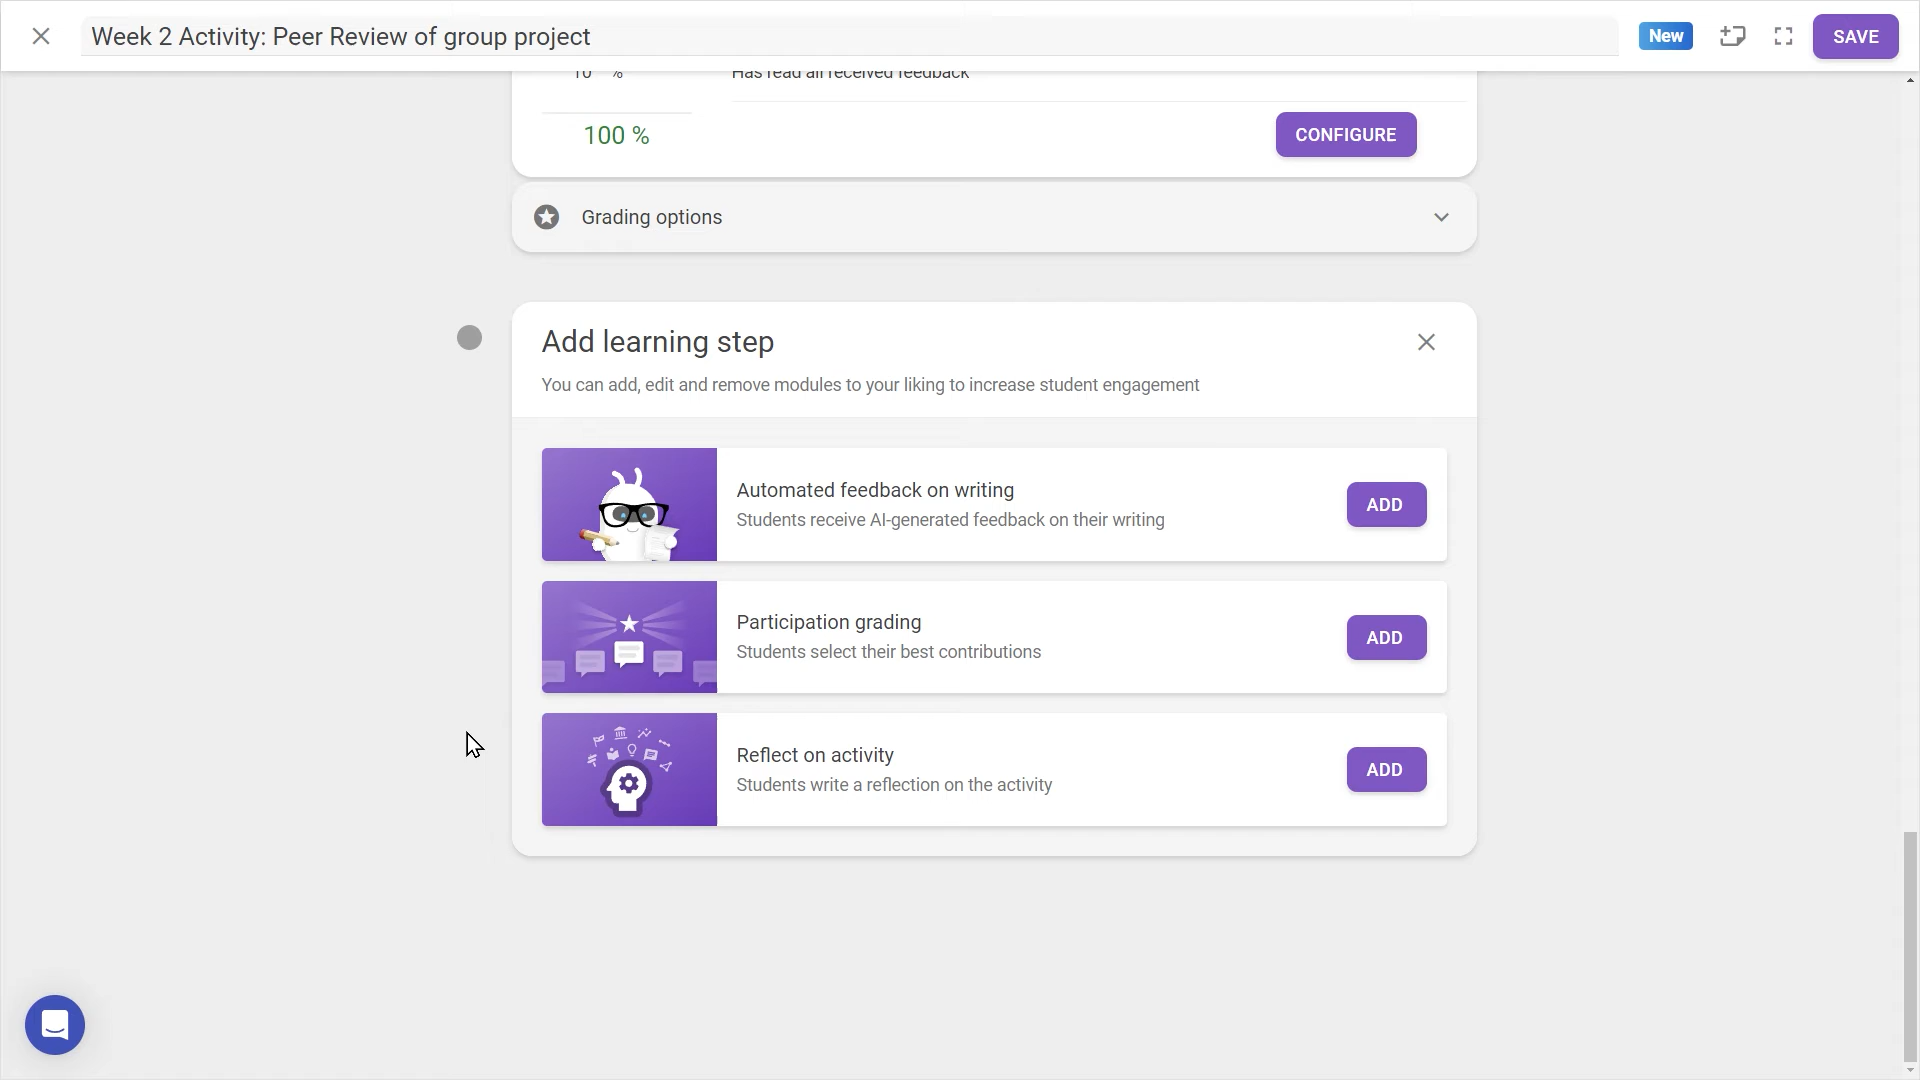 Week 2 Activity: Peer Review of group project
New
SAVE
10 %
Has read all received feedback
100 %
CONFIGURE
Grading options
Add learning step
You can add, edit and remove modules to your liking to increase student engagement
Automated feedback on writing
Students receive AI-generated feedback on their writing
ADD
Participation grading
Students select their best contributions
ADD
Reflect on activity
Students write a reflection on the activity
ADD